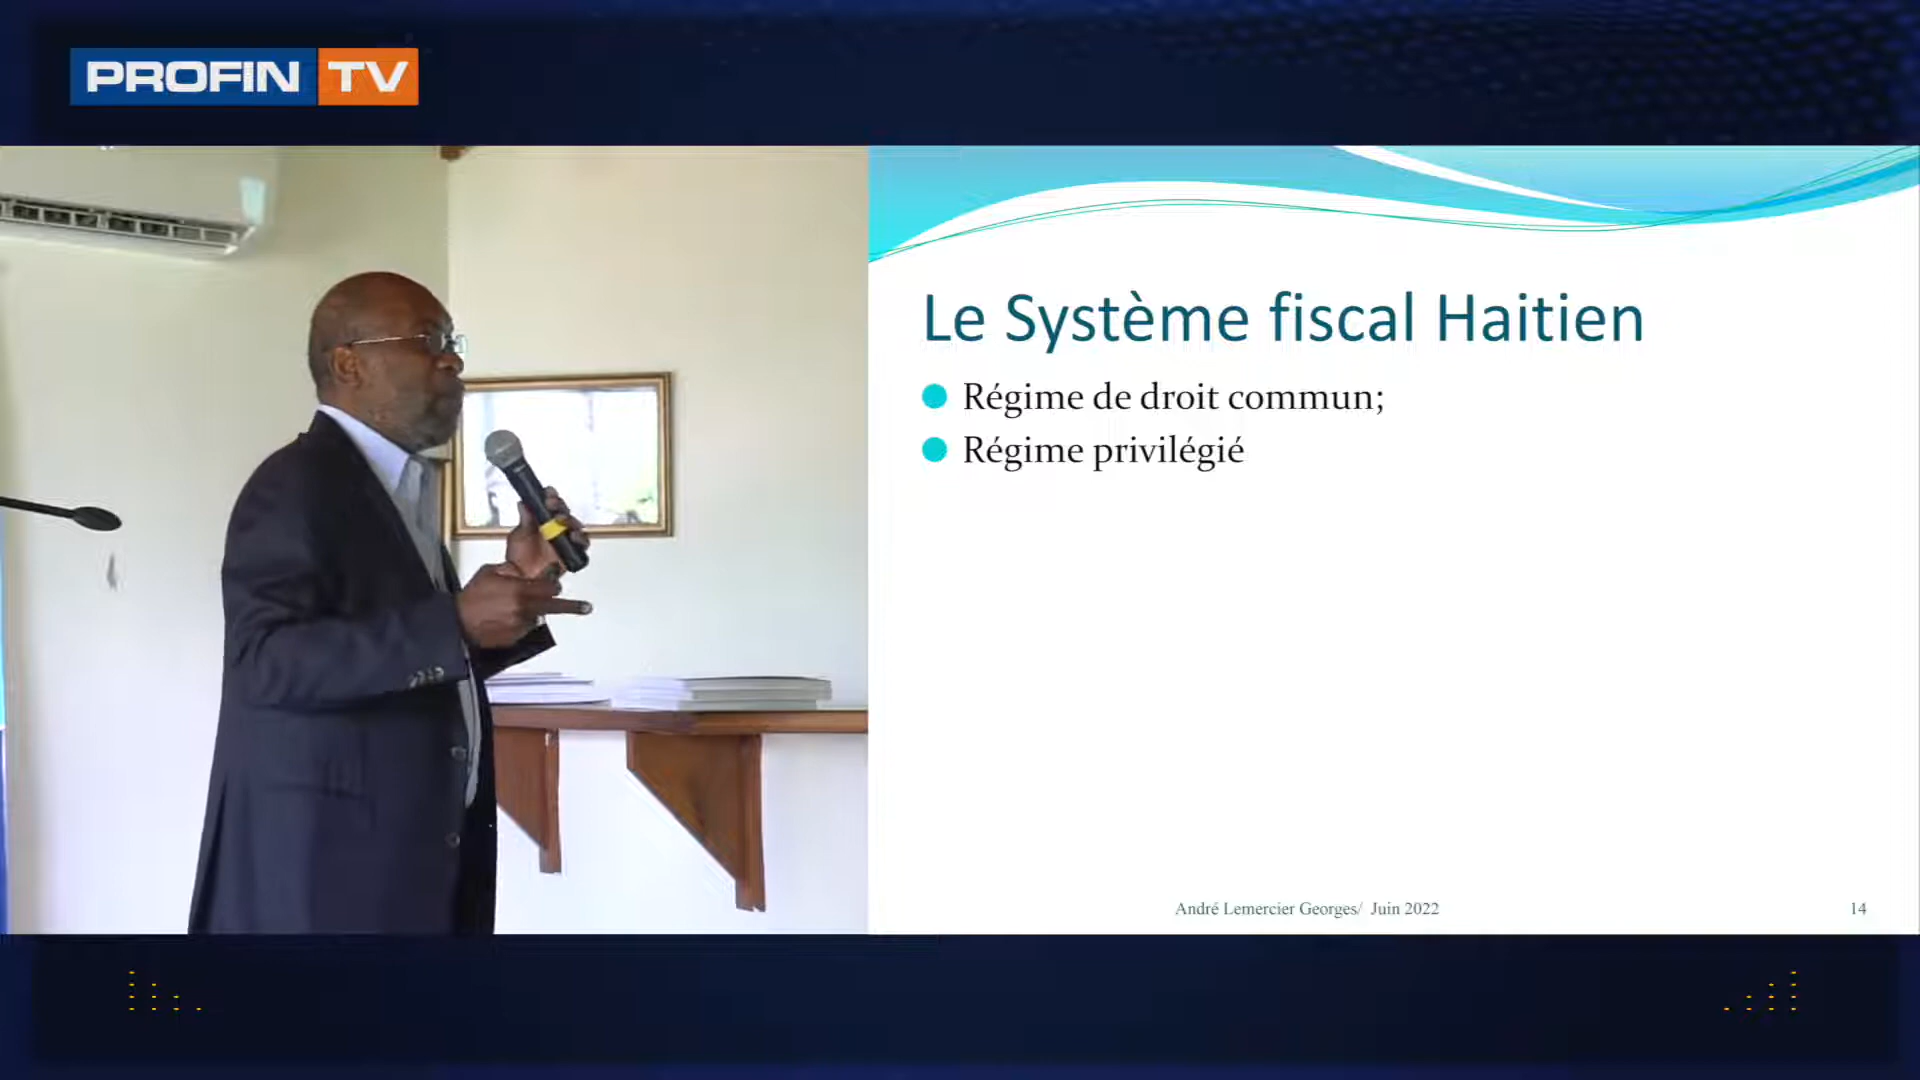 PROFIN TV
Le Système fiscal Haitien
Régime de droit commun;
Régime privilégié
André Lemercier Georges/ Juin 2022
14